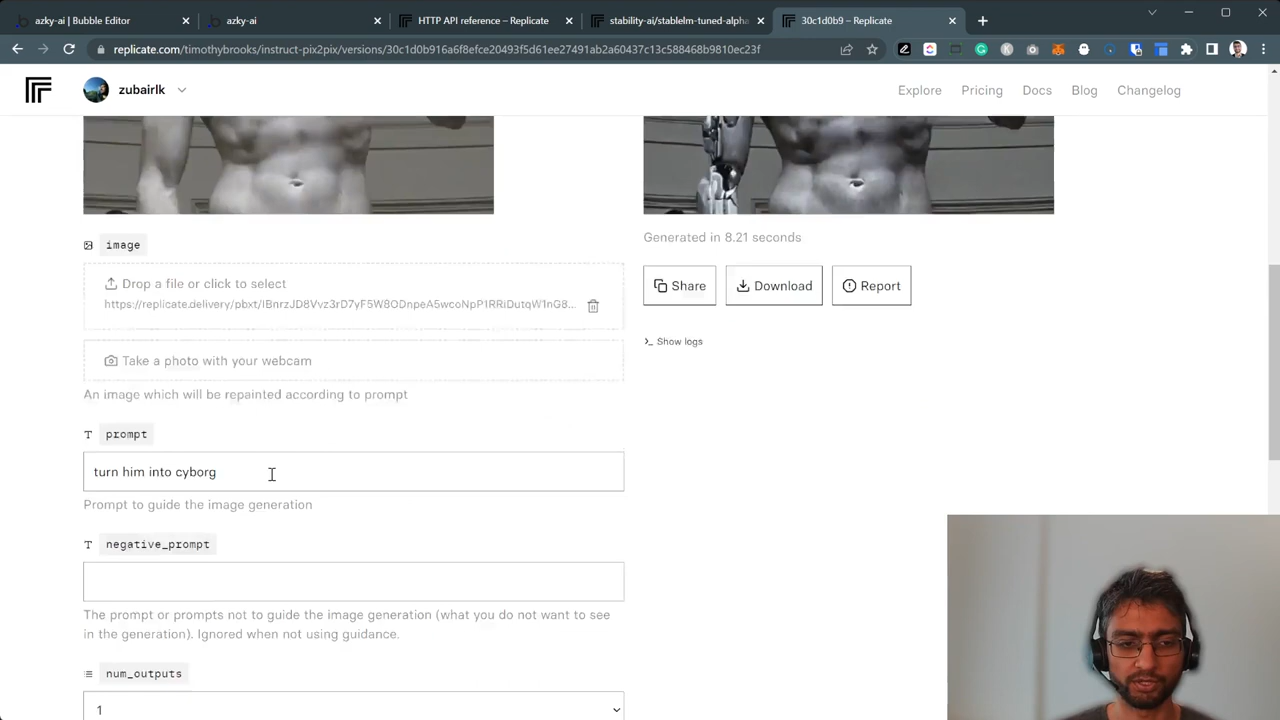 azky-ai | Bubble Editor
azky-ai
HTTP API reference – Replicate
stability-ai/stablelm-tuned-alpha
30c1d0b9 – Replicate
replicate.com/timothybrooks/instruct-pix2pix/versions/30c1d0b916a6f8efce20493f5d61ee27491ab2a60437c13c588468b9810ec23f
zubairlk
Explore
Pricing
Docs
Blog
Changelog
image
Drop a file or click to select
https://replicate.delivery/pbxt/IBnrzJD8Vvz3rD7yF5W8ODnpeA5wcoNpP1RRiDutqW1nG8...
Take a photo with your webcam
An image which will be repainted according to prompt
prompt
turn him into cyborg
Prompt to guide the image generation
negative_prompt
The prompt or prompts not to guide the image generation (what you do not want to see
in the generation). Ignored when not using guidance.
num_outputs
1
Generated in 8.21 seconds
Share
Download
Report
Show logs